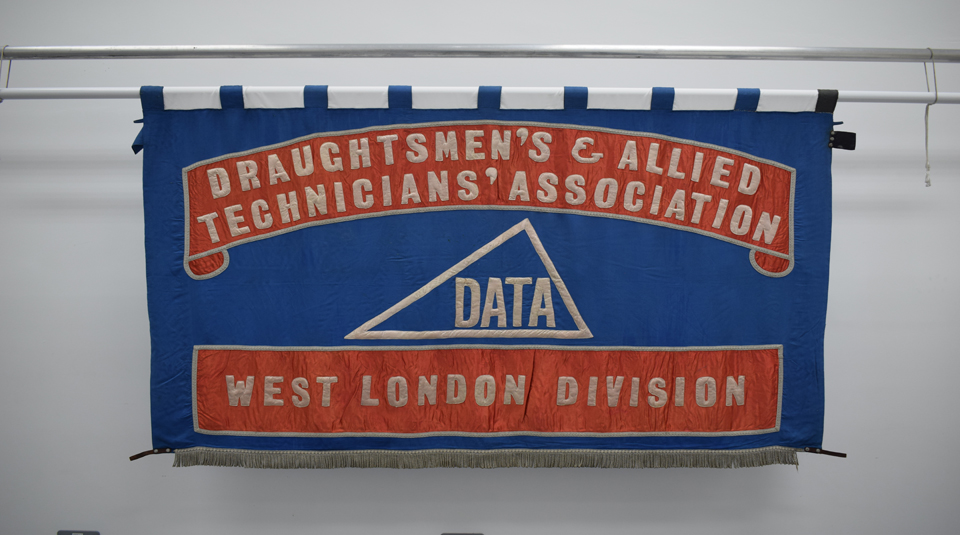 DRAUGHTSMEN'S & ALLIED
TECHNICIANS' ASSOCIATION
DATA
WEST LONDON DIVISION